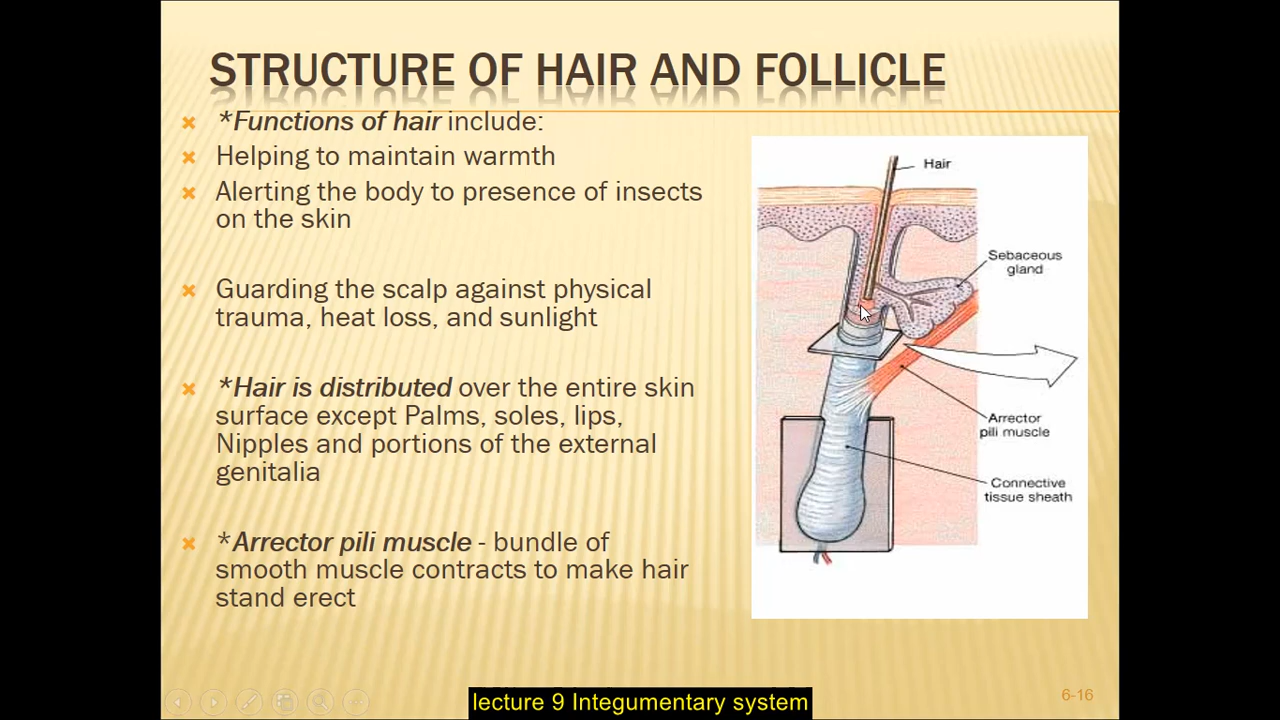 STRUCTURE OF HAIR AND FOLLICLE
*Functions of hair include:
Helping to maintain warmth
Alerting the body to presence of insects
on the skin
Guarding the scalp against physical
trauma, heat loss, and sunlight
*Hair is distributed over the entire skin
surface except Palms, soles, lips,
Nipples and portions of the external
genitalia
*Arrector pili muscle - bundle of
smooth muscle contracts to make hair
stand erect
Hair
Sebaceous
gland
Arrector
pili muscle
Connective
tissue sheath
6-16
lecture 9 Integumentary system